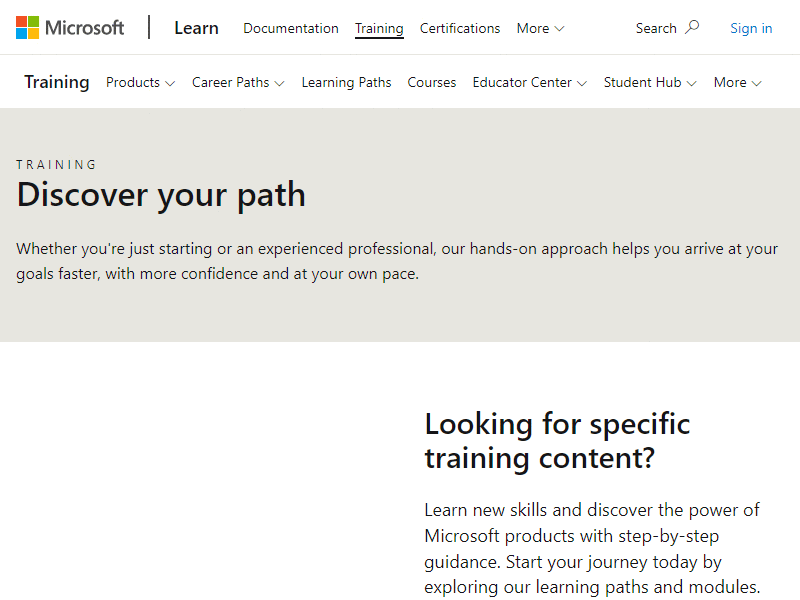 Microsoft Learn Documentation Training Certifications More Search Sign in
Training Products Career Paths Learning Paths Courses Educator Center Student Hub More
TRAINING
Discover your path
Whether you're just starting or an experienced professional, our hands-on approach helps you arrive at your
goals faster, with more confidence and at your own pace.
Looking for specific
training content?
Learn new skills and discover the power of
Microsoft products with step-by-step
guidance. Start your journey today by
exploring our learning paths and modules.